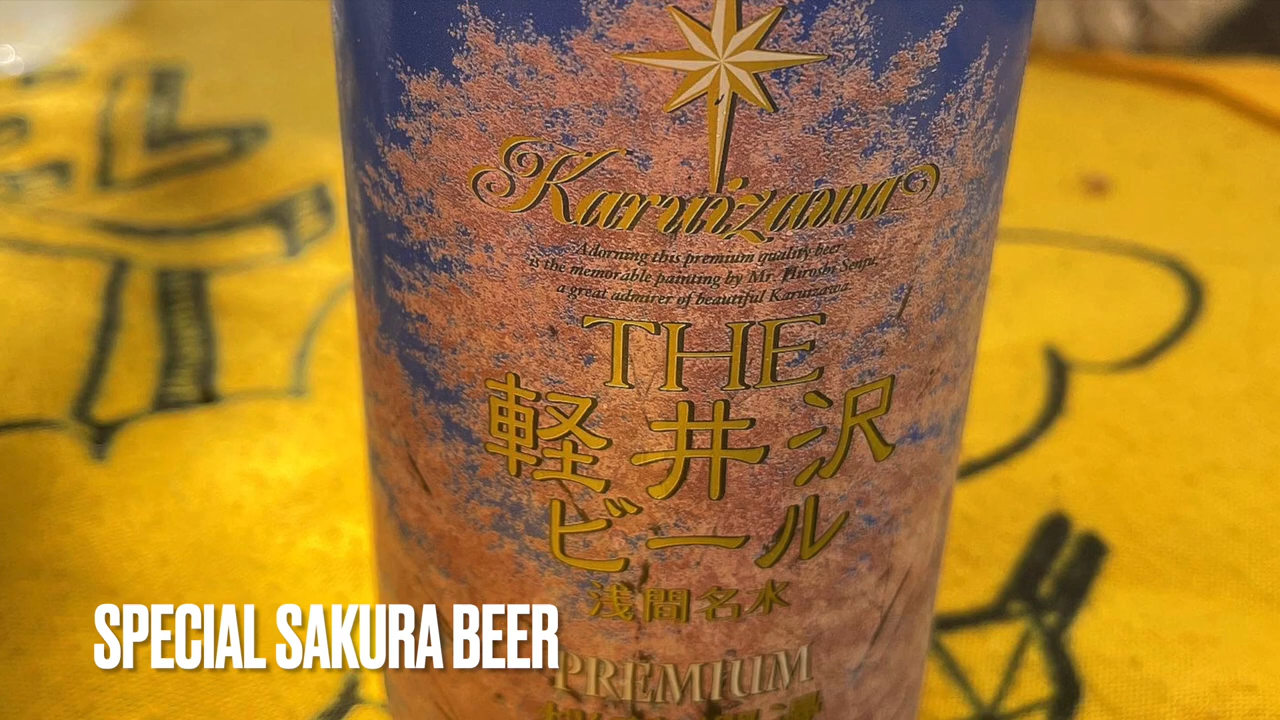 Karuizawa
Adorning this premium quality beer
is the memorable painting by Mr. Hiroshi Senju,
a great admirer of beautiful Karuizawa.
THE
軽井沢
ビール
浅間名水
SPECIAL SAKURA BEER
PREMIUM